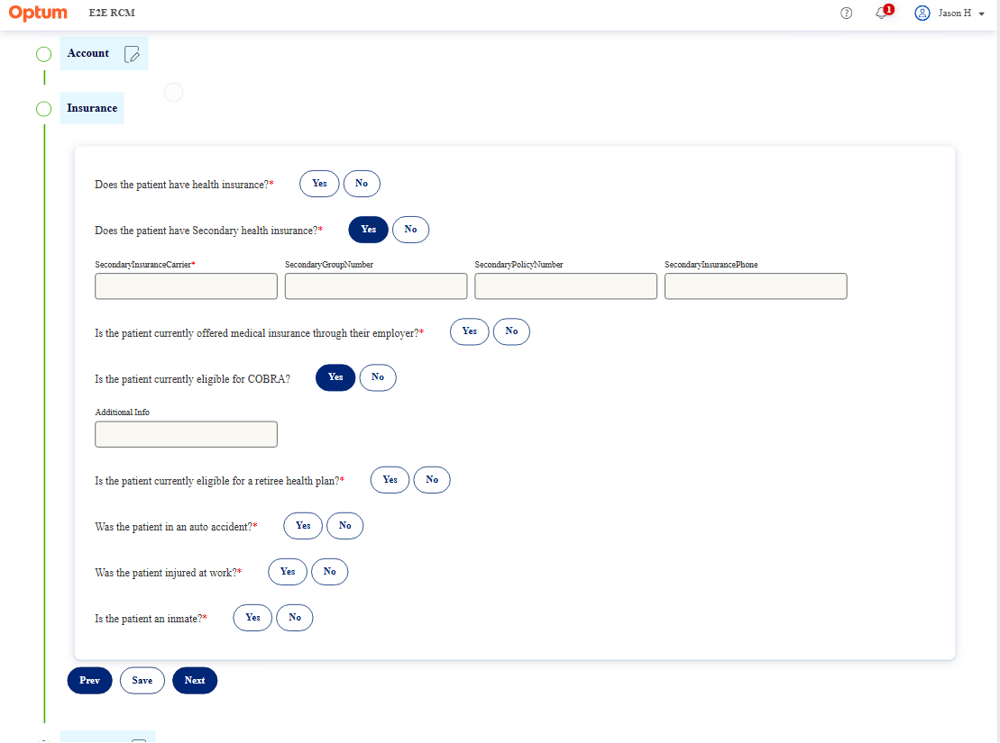 Optum E2E RCM 1 Jason H
Account
Insurance
Does the patient have health insurance?* Yes No
Does the patient have Secondary health insurance?* Yes No
SecondaryInsuranceCarrier* SecondaryGroupNumber SecondaryPolicyNumber SecondaryInsurancePhone
Is the patient currently offered medical insurance through their employer?* Yes No
Is the patient currently eligible for COBRA? Yes No
Additional Info
Is the patient currently eligible for a retiree health plan?* Yes No
Was the patient in an auto accident?* Yes No
Was the patient injured at work?* Yes No
Is the patient an inmate?* Yes No
Prev Save Next